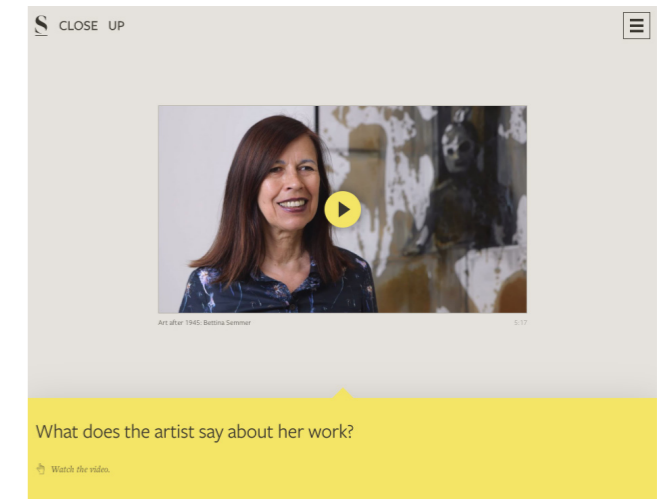 S CLOSE UP
Art after 1945: Bettina Semmer
5:17
What does the artist say about her work?
Watch the video.